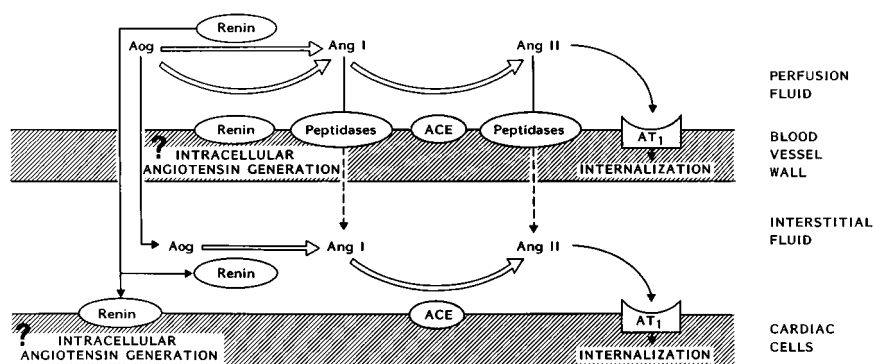 Renin
Aog
Ang I
Ang II
PERFUSION
FLUID
Renin
Peptidases
ACE
Peptidases
AT1
BLOOD
VESSEL
WALL
?
INTRACELLULAR
ANGIOTENSIN GENERATION
INTERNALIZATION
INTERSTITIAL
FLUID
Aog
Ang I
Ang II
Renin
Renin
ACE
AT1
?
INTRACELLULAR
ANGIOTENSIN GENERATION
INTERNALIZATION
CARDIAC
CELLS